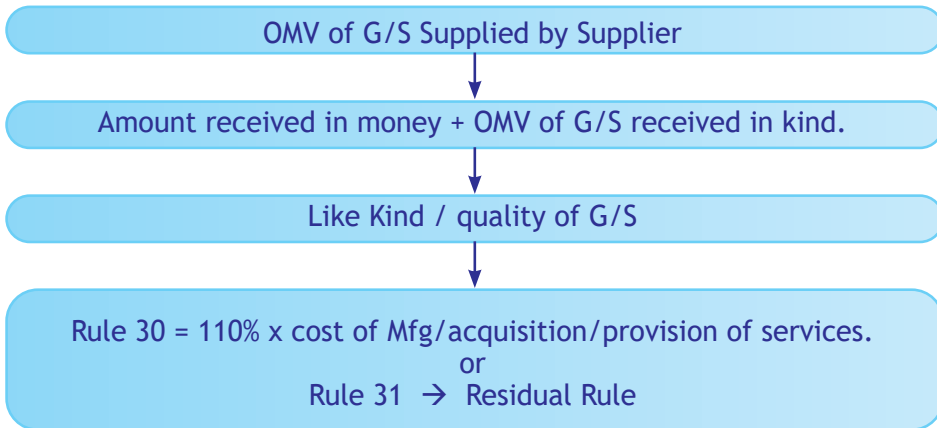 OMV of G/S Supplied by Supplier
Amount received in money + OMV of G/S received in kind.
Like Kind / quality of G/S
Rule 30 = 110% x cost of Mfg/acquisition/provision of services.
or
Rule 31 → Residual Rule